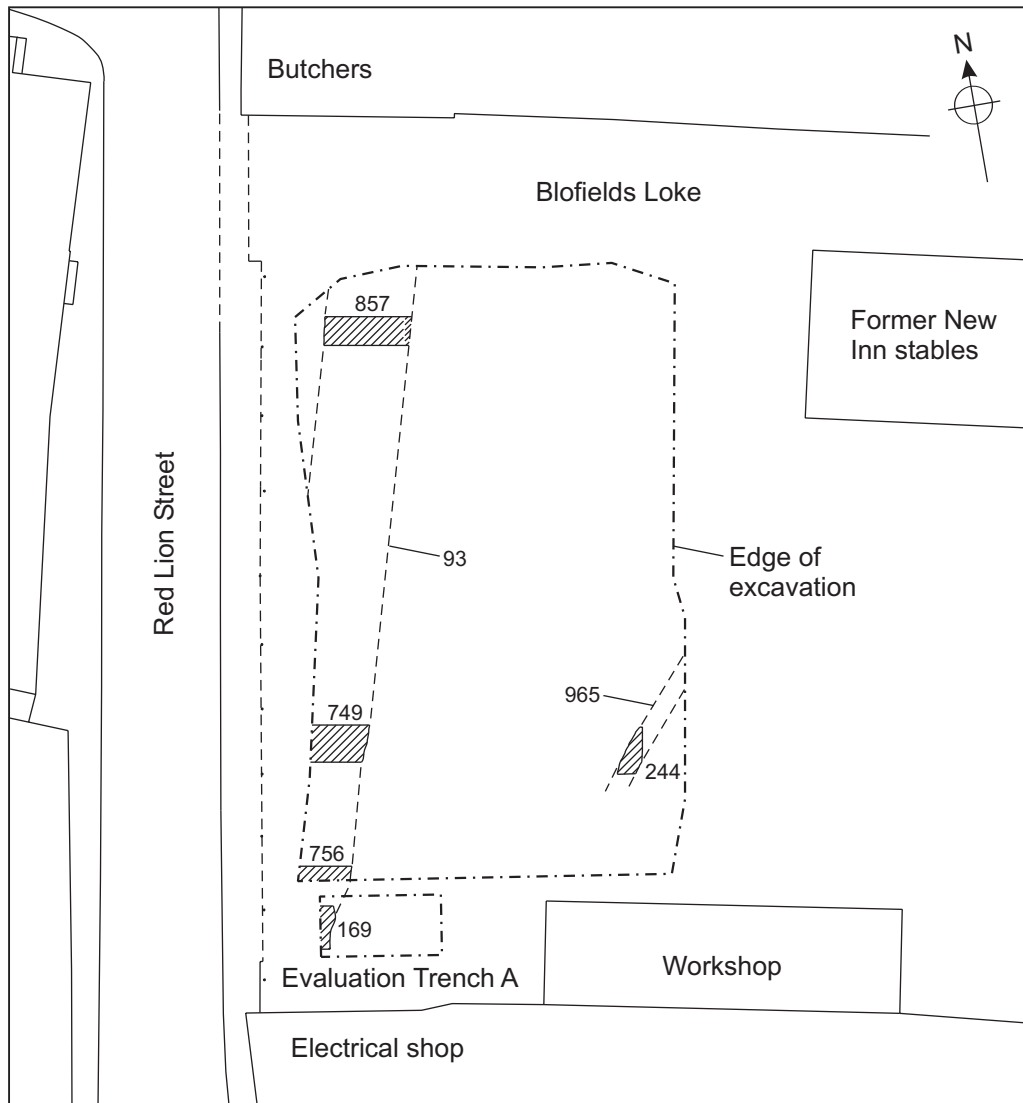 Butchers
N
Blofields Loke
857
Former New
Inn stables
Red Lion Street
93
Edge of
excavation
965
749
244
756
169
Workshop
Evaluation Trench A
Electrical shop